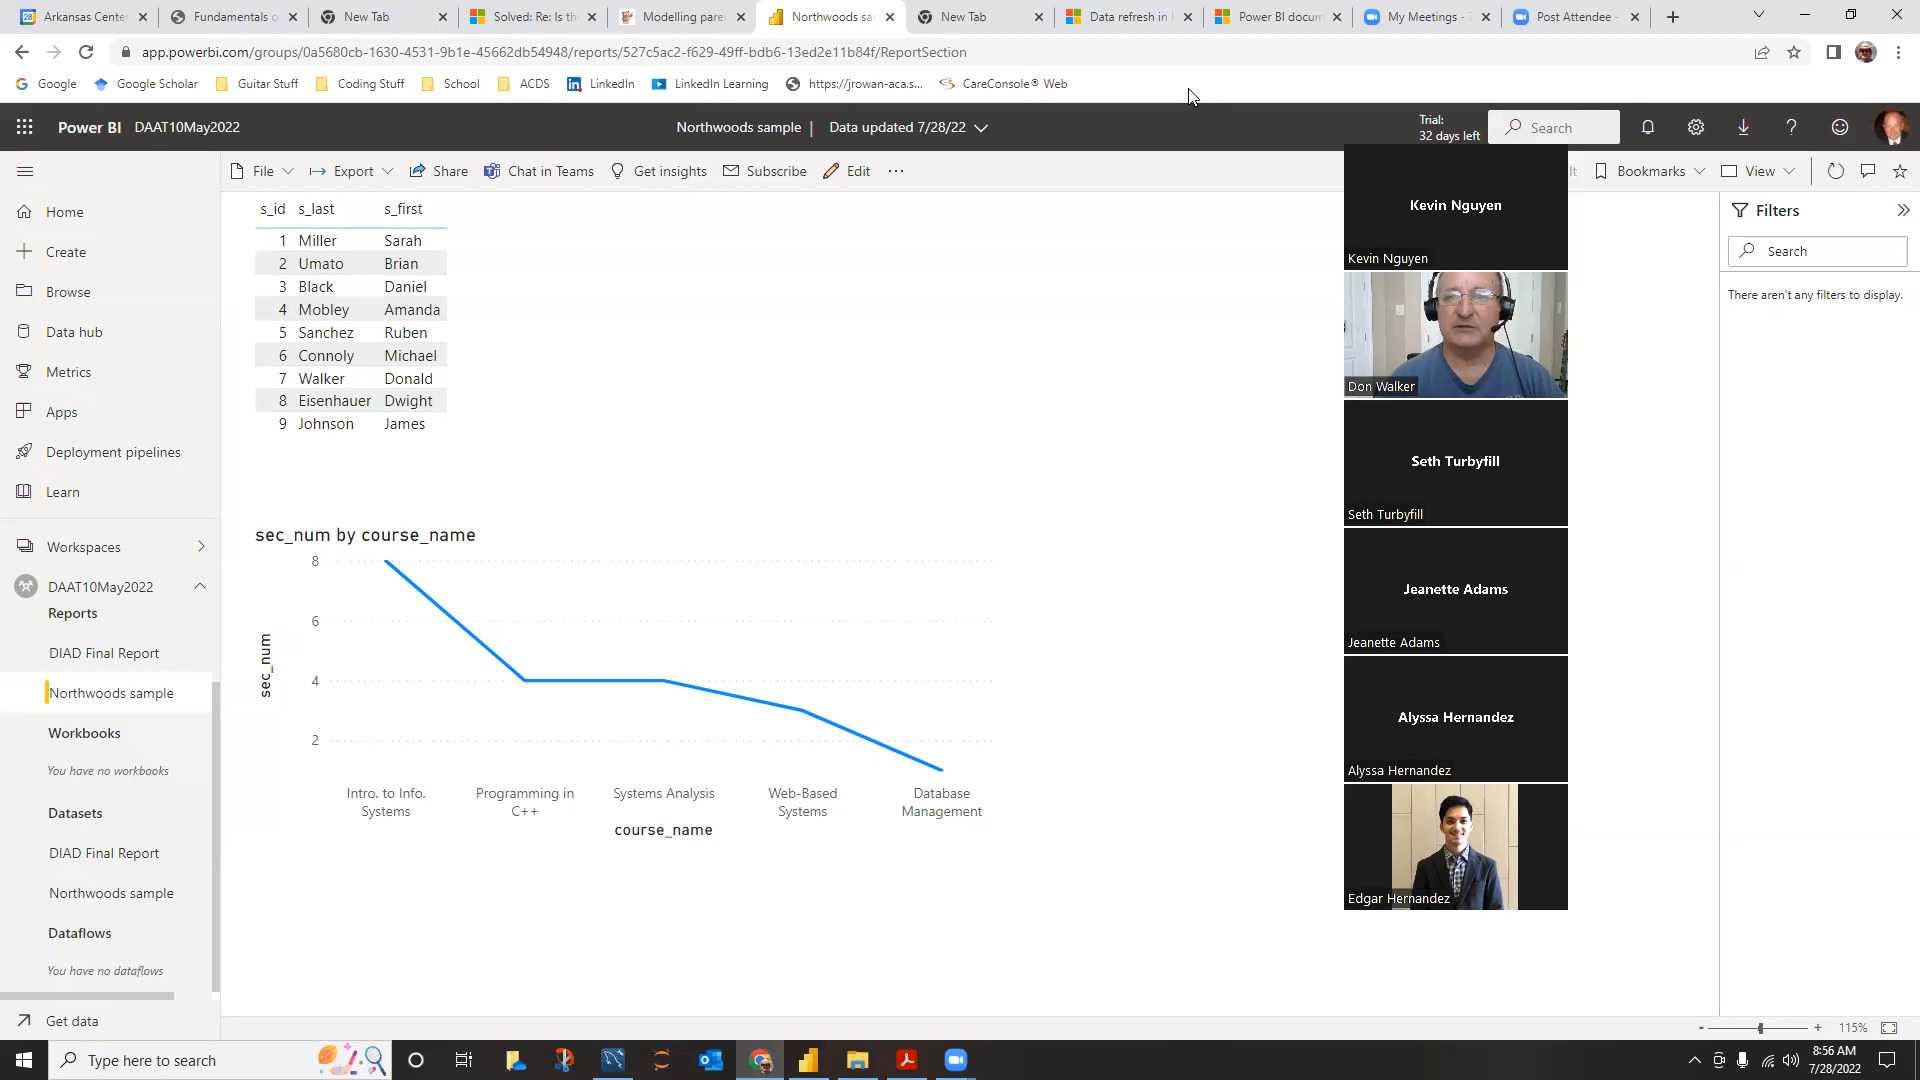 Arkansas Center
Fundamentals o
New Tab
Solved: Re: Is th
Modelling pare
Northwoods sa
New Tab
Data refresh in
Power BI docum
My Meetings -
Post Attendee -
app.powerbi.com/groups/0a5680cb-1630-4531-9b1e-45662db54948/reports/527c5ac2-f629-49ff-bdb6-13ed2e11b84f/ReportSection
Google
Google Scholar
Guitar Stuff
Coding Stuff
School
ACDS
LinkedIn
LinkedIn Learning
https://jrowan-aca.s...
CareConsole® Web
Power BI DAAT10May2022
Northwoods sample | Data updated 7/28/22
Trial:
32 days left
Search
File
Export
Share
Chat in Teams
Get insights
Subscribe
Edit
Bookmarks
View
Home
Create
Browse
Data hub
Metrics
Apps
Deployment pipelines
Learn
Workspaces
DAAT10May2022
Reports
DIAD Final Report
Northwoods sample
Workbooks
You have no workbooks
Datasets
DIAD Final Report
Northwoods sample
Dataflows
You have no dataflows
Get data
s_id s_last s_first
1 Miller Sarah
2 Umato Brian
3 Black Daniel
4 Mobley Amanda
5 Sanchez Ruben
6 Connoly Michael
7 Walker Donald
8 Eisenhauer Dwight
9 Johnson James
sec_num by course_name
8
6
4
2
sec_num
Intro. to Info.
Systems
Programming in
C++
Systems Analysis
Web-Based
Systems
Database
Management
course_name
Kevin Nguyen
Kevin Nguyen
Don Walker
Seth Turbyfill
Seth Turbyfill
Jeanette Adams
Jeanette Adams
Alyssa Hernandez
Alyssa Hernandez
Edgar Hernandez
Filters
Search
There aren't any filters to display.
- + 115%
Type here to search
8:56 AM
7/28/2022